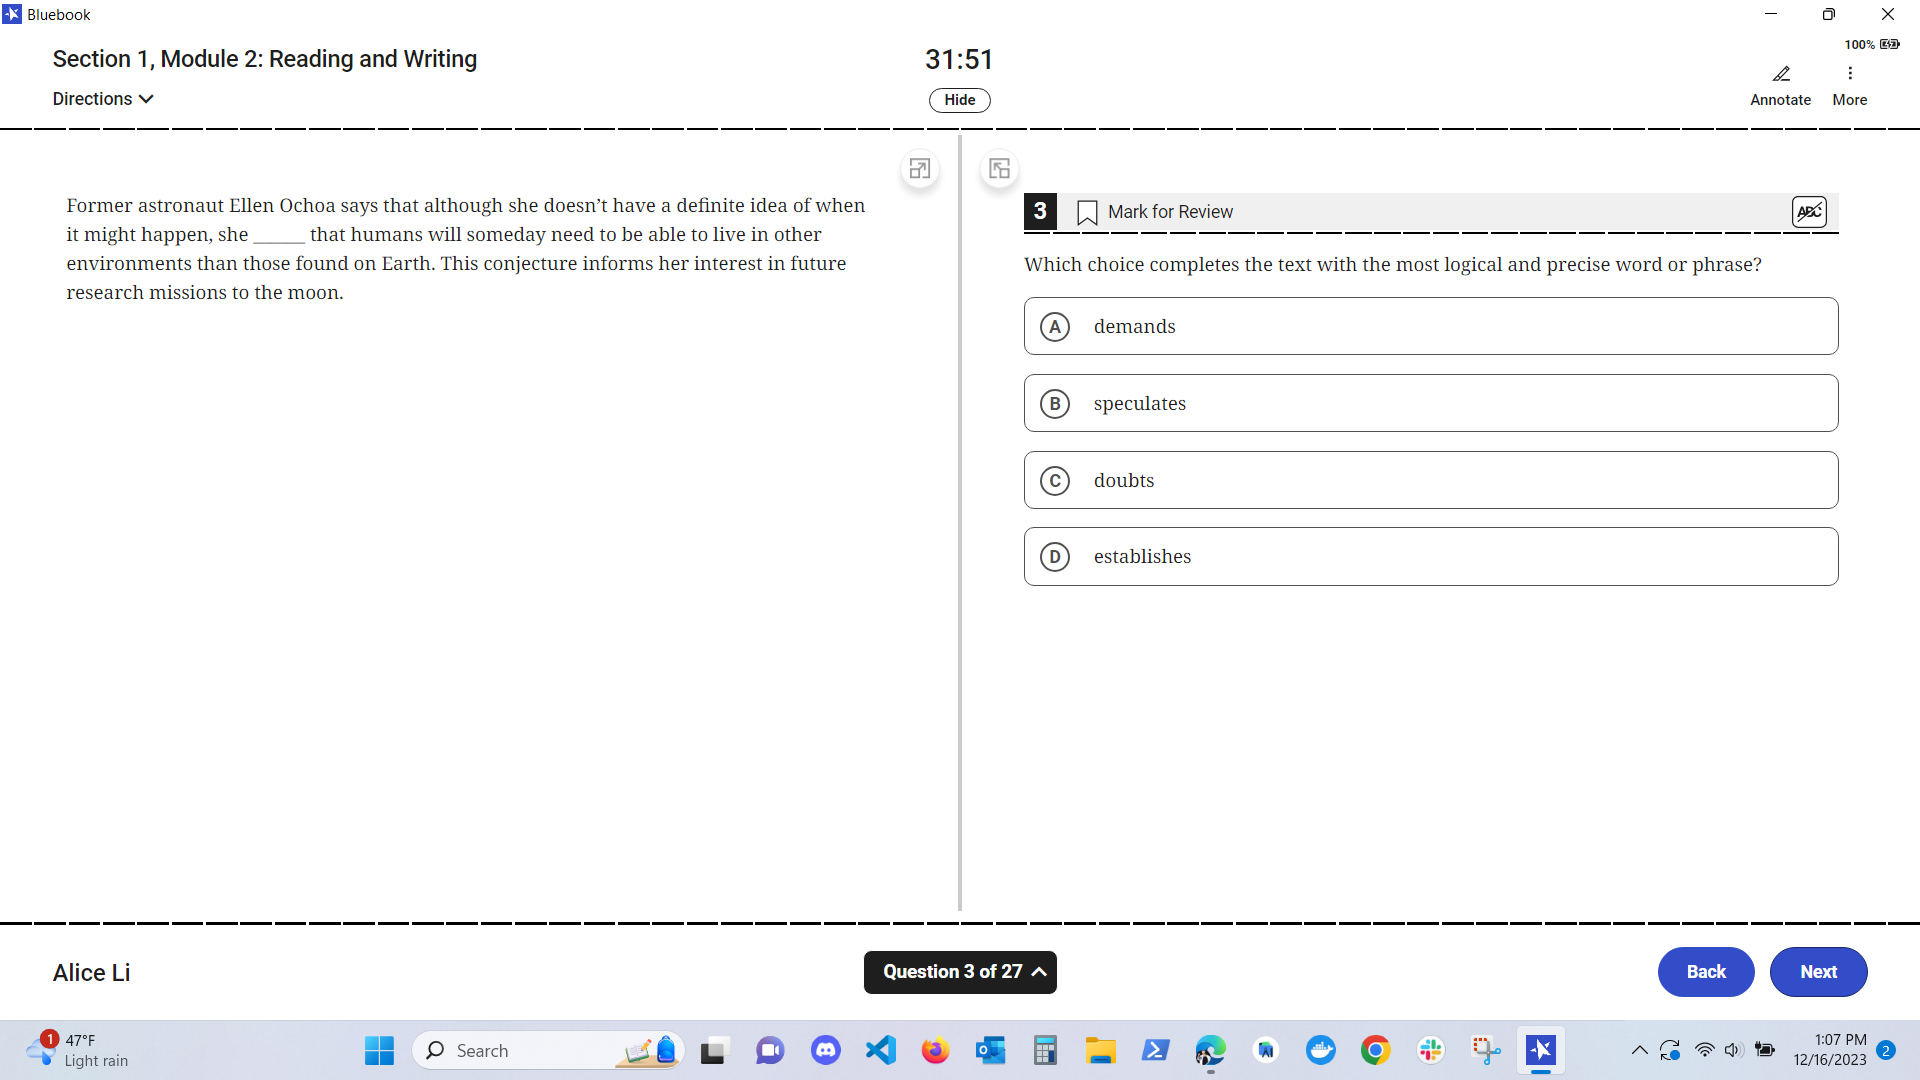 Bluebook
Section 1, Module 2: Reading and Writing
31:51
100%
Directions
Hide
Annotate
More
Former astronaut Ellen Ochoa says that although she doesn’t have a definite idea of when
it might happen, she ______ that humans will someday need to be able to live in other
environments than those found on Earth. This conjecture informs her interest in future
research missions to the moon.
3
Mark for Review
ABC
Which choice completes the text with the most logical and precise word or phrase?
A demands
B speculates
C doubts
D establishes
Alice Li
Question 3 of 27
Back
Next
1
47°F
Light rain
Search
1:07 PM
12/16/2023
2